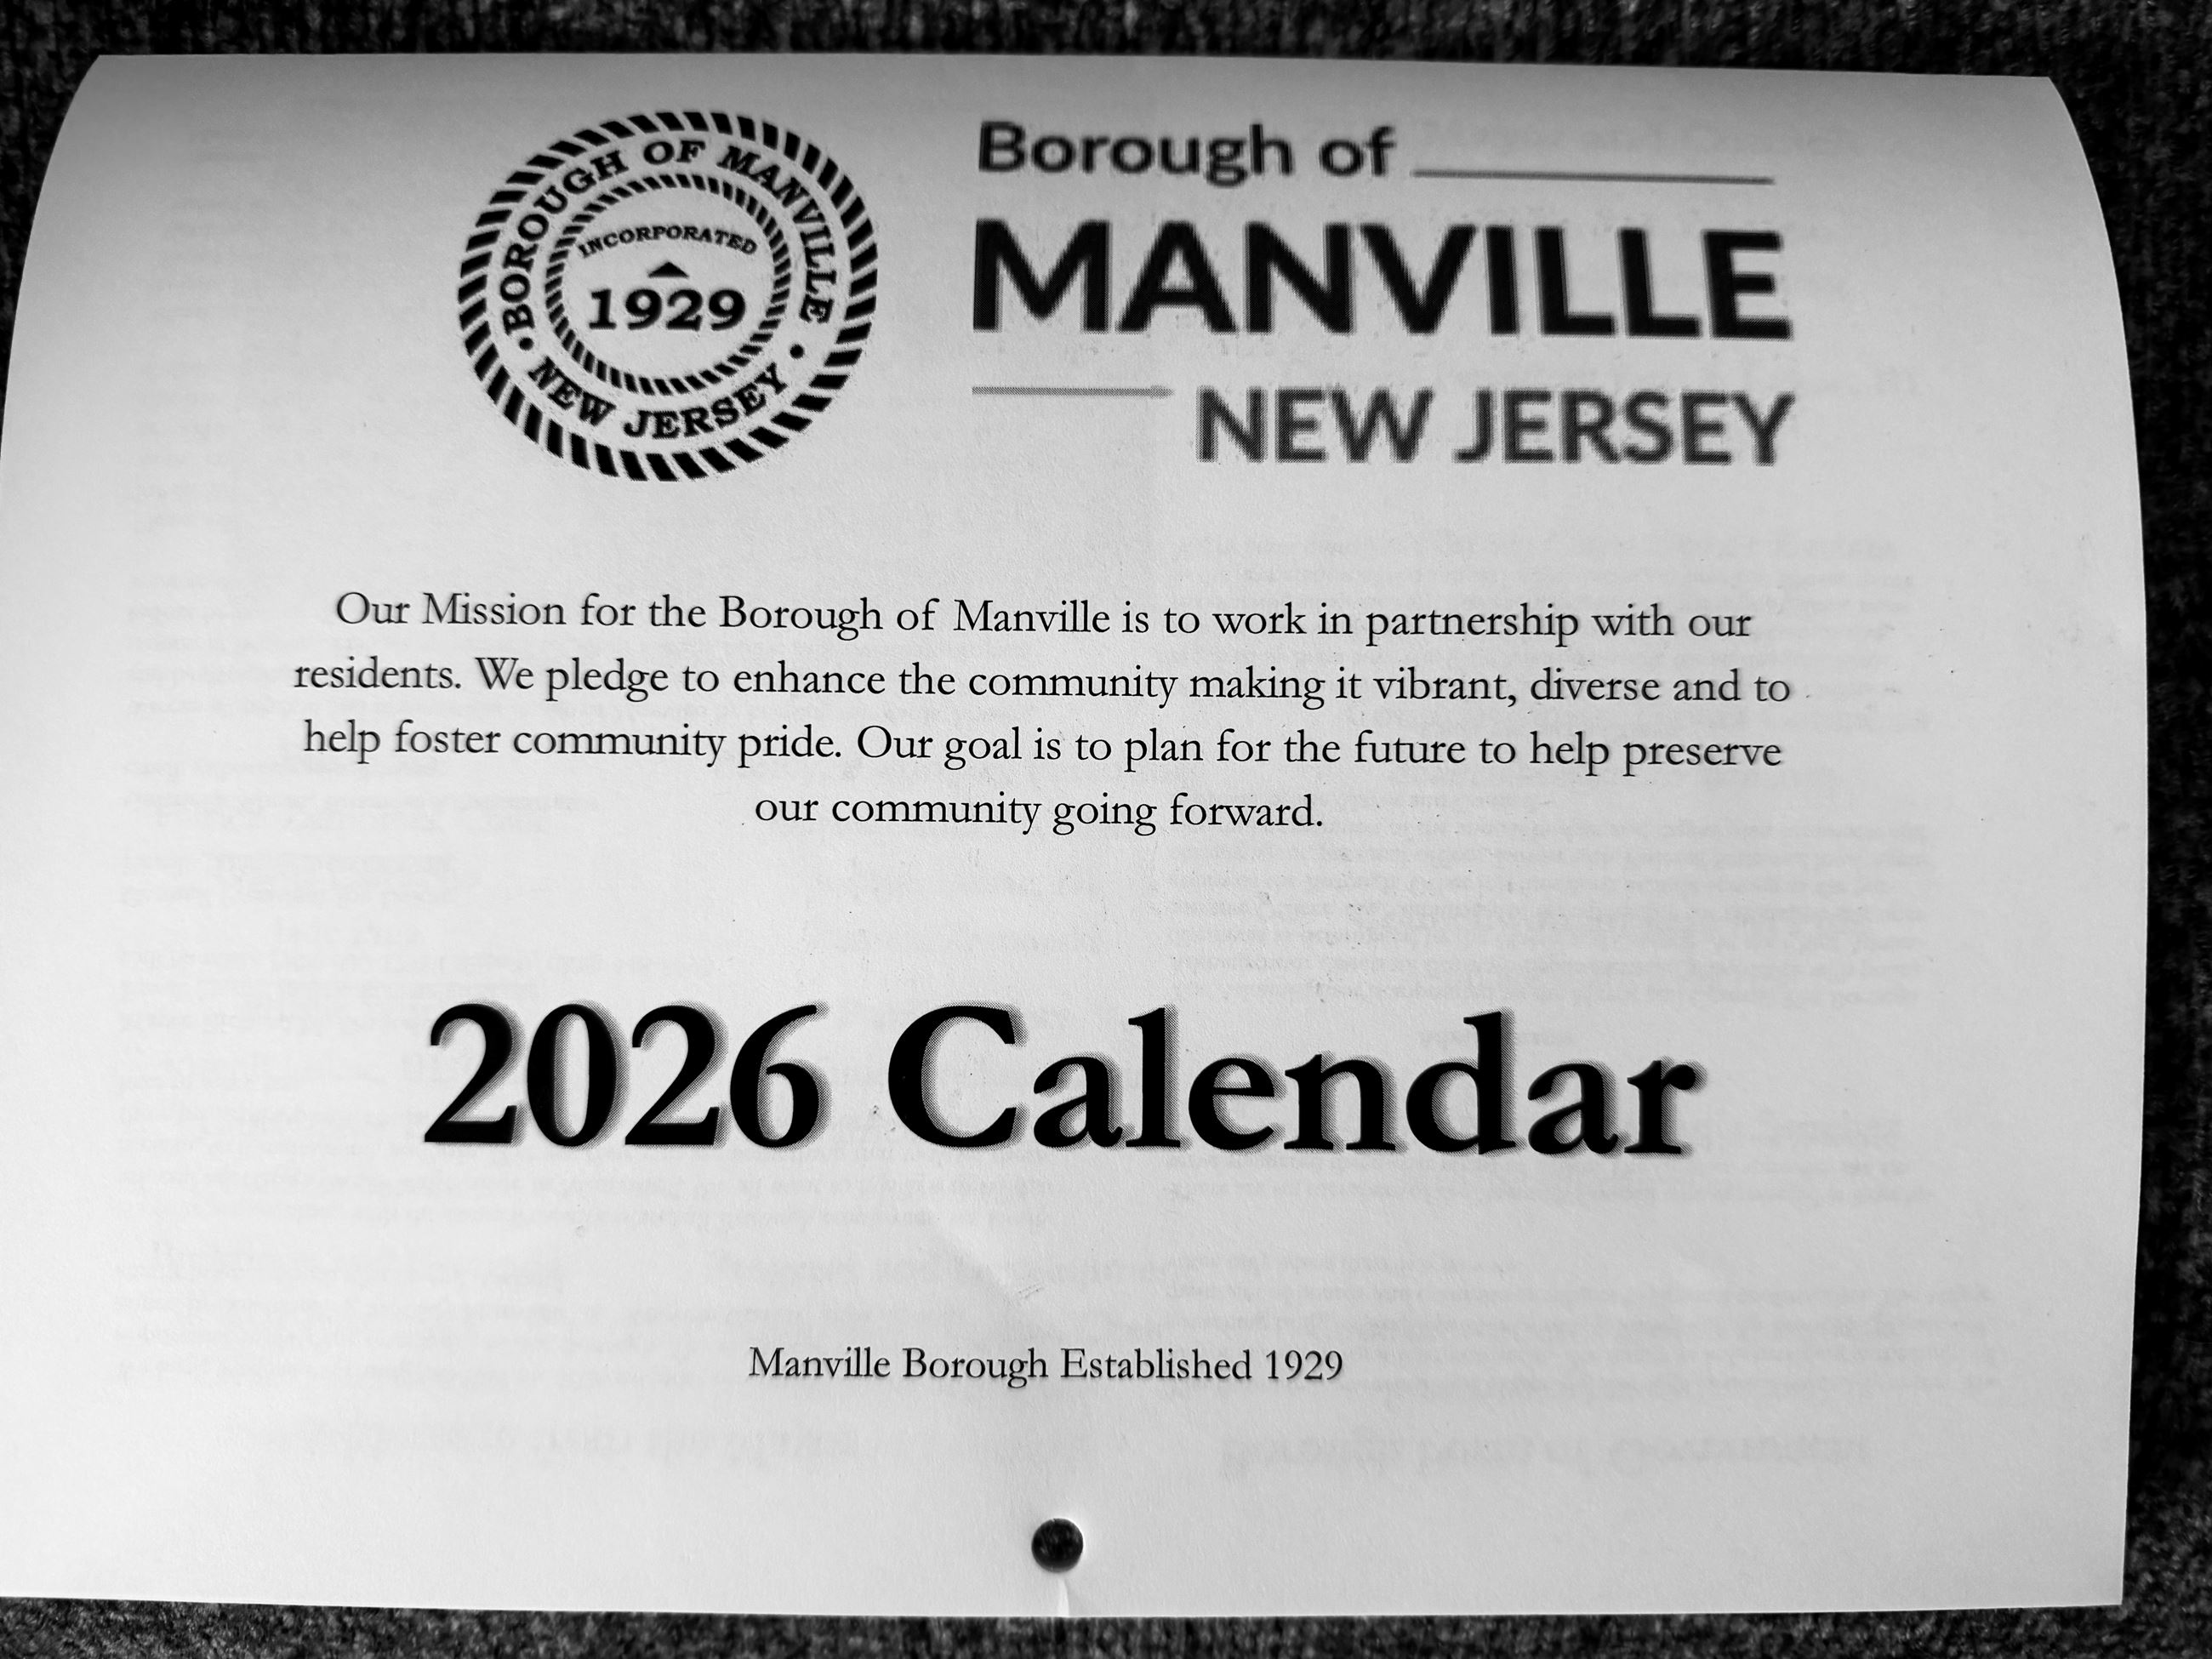 BOROUGH OF MANVILLE
INCORPORATED
1929
• NEW JERSEY •
Borough of
MANVILLE
NEW JERSEY
Our Mission for the Borough of Manville is to work in partnership with our
residents. We pledge to enhance the community making it vibrant, diverse and to
help foster community pride. Our goal is to plan for the future to help preserve
our community going forward.
2026 Calendar
Manville Borough Established 1929